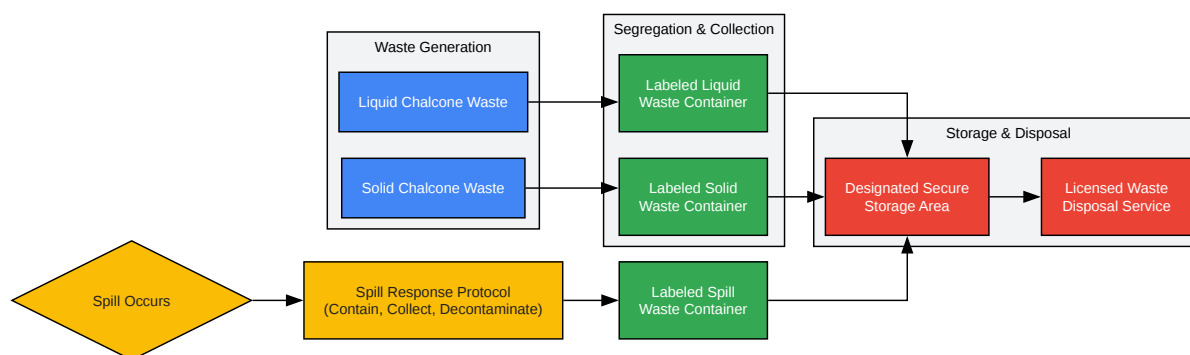 Waste Generation
Liquid Chalcone Waste
Solid Chalcone Waste
Segregation & Collection
Labeled Liquid
Waste Container
Labeled Solid
Waste Container
Storage & Disposal
Designated Secure
Storage Area
Licensed Waste
Disposal Service
Spill Occurs
Spill Response Protocol
(Contain, Collect, Decontaminate)
Labeled Spill
Waste Container